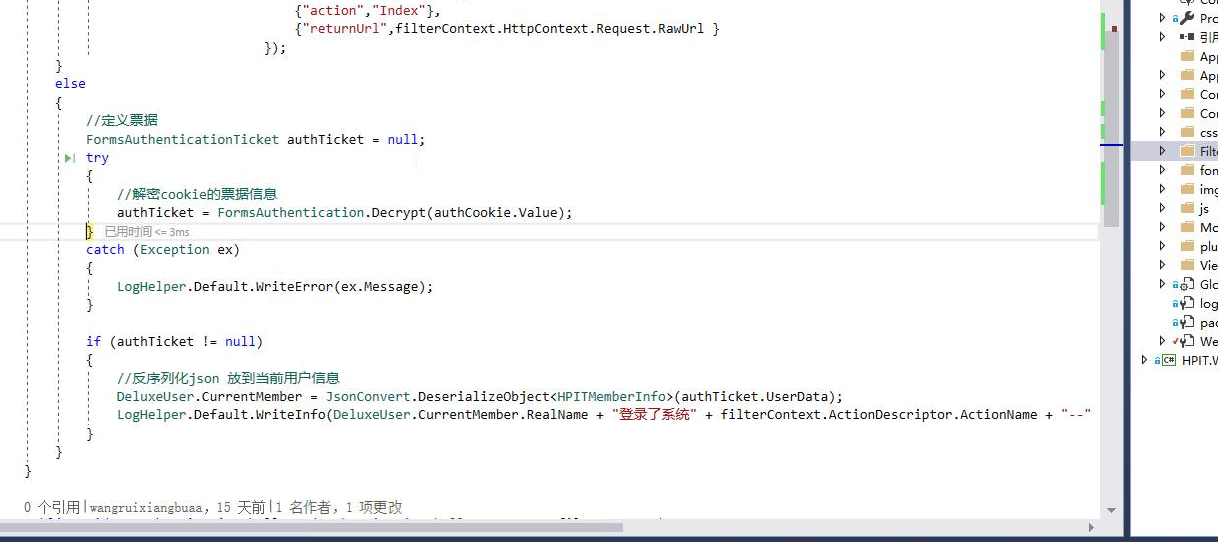 {"action","Index"},
{"returnUrl",filterContext.HttpContext.Request.RawUrl }
});
}
else
{
//定义票据
FormsAuthenticationTicket authTicket = null;
try
{
//解密cookie的票据信息
authTicket = FormsAuthentication.Decrypt(authCookie.Value);
} 已用时间 <= 3ms
catch (Exception ex)
{
LogHelper.Default.WriteError(ex.Message);
}
if (authTicket != null)
{
//反序列化json 放到当前用户信息
DeluxeUser.CurrentMember = JsonConvert.DeserializeObject<HPITMemberInfo>(authTicket.UserData);
LogHelper.Default.WriteInfo(DeluxeUser.CurrentMember.RealName + "登录了系统" + filterContext.ActionDescriptor.ActionName + "--"
}
}
}
0 个引用|wangruixiangbuaa, 15 天前|1 名作者, 1 项更改
Pro
引用
App
App
Cor
Cor
css
Filte
fon
img
js
Mo
plu
Vie
Glo
log
pac
We
C# HPIT.W